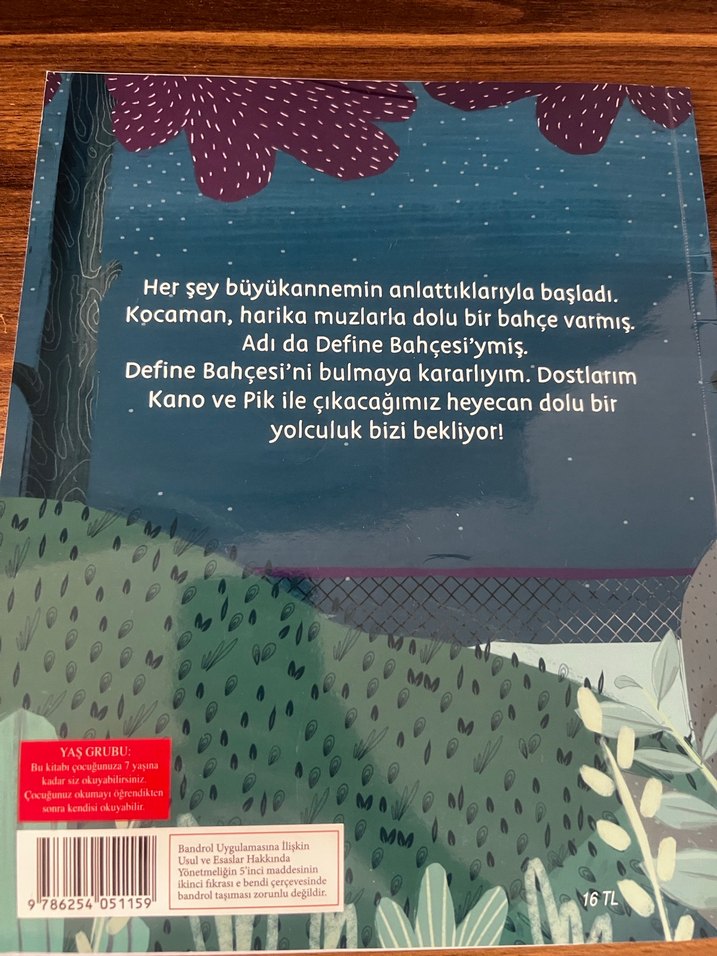 Her şey büyükannemin anlattıklarıyla başladı.
Kocaman, harika muzlarla dolu bir bahçe varmış.
Adı da Define Bahçesi'ymiş.
Define Bahçesi'ni bulmaya kararlıyım. Dostlarım
Kano ve Pik ile çıkacağımız heyecan dolu bir
yolculuk bizi bekliyor!
YAŞ GRUBU:
Bu kitabı çocuğunuza 7 yaşına
kadar siz okuyabilirsiniz.
Çocuğunuz okumayı öğrendikten
sonra kendisi okuyabilir.
9 786254 051159
Bandrol Uygulamasına İlişkin
Usul ve Esaslar Hakkında
Yönetmeliğin 5'inci maddesinin
ikinci fıkrası e bendi çerçevesinde
bandrol taşıması zorunlu değildir.
16 TL